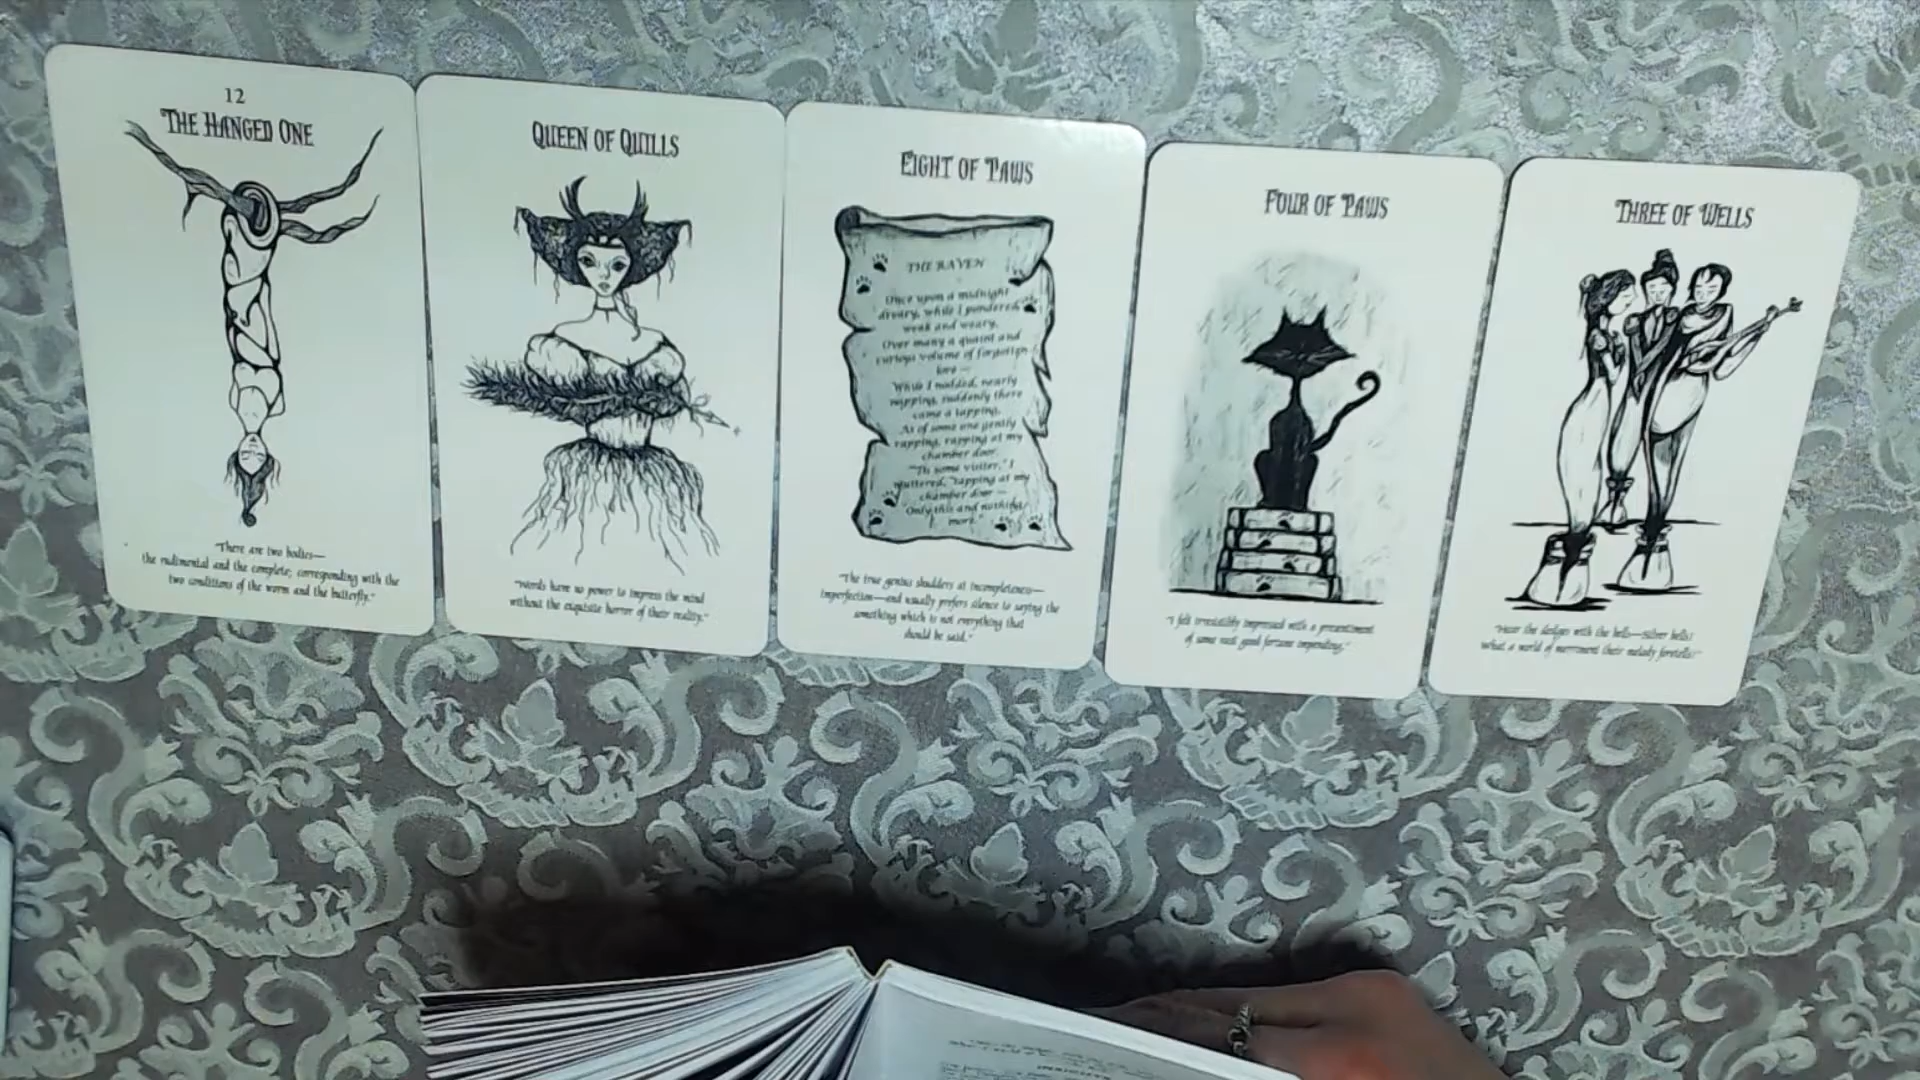 12
THE HANGED ONE
"There are two bodies—
the rudimental and the complete; corresponding with the
two conditions of the worm and the butterfly."
QUEEN OF QUILLS
"Words have no power to impress the mind
without the exquisite horror of their reality."
EIGHT OF PAWS
THE RAVEN
Once upon a midnight
dreary, while I pondered,
weak and weary,
Over many a quaint and
curious volume of forgotten
lore —
While I nodded, nearly
napping, suddenly there
came a tapping,
As of some one gently
rapping, rapping at my
chamber door.
"'Tis some visiter," I
muttered, "tapping at my
chamber door —
Only this and nothing
more."
"The true genius shudders at incompleteness—
imperfection—and usually prefers silence to saying the
something which is not everything that
should be said."
FOUR OF PAWS
"I felt irresistibly impressed with a presentiment
of some vast good fortune impending."
THREE OF WELLS
"Hear the sledges with the bells—silver bells!
What a world of merriment their melody foretells!"